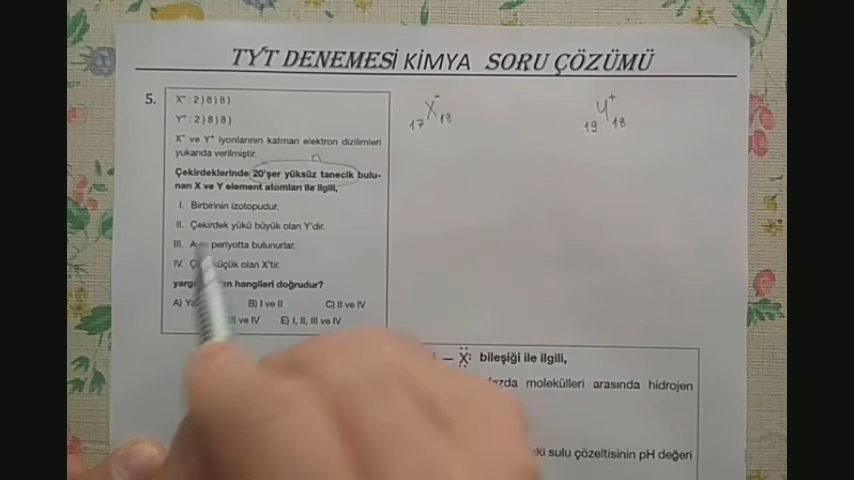 TYT DENEMESİ KİMYA SORU ÇÖZÜMÜ
5. X⁻ : 2 ) 8 ) 8 )
Y⁺ : 2 ) 8 ) 8 )
X⁻ ve Y⁺ iyonlarının katman elektron dizilimleri
yukarıda verilmiştir.
n
Çekirdeklerinde 20'şer yüksüz tanecik bulu-
nan X ve Y element atomları ile ilgili,
I. Birbirinin izotopudur.
II. Çekirdek yükü büyük olan Y'dir.
III. periyotta bulunurlar.
IV. küçük olan X'tir.
hangileri doğrudur?
A) B) I ve II C) II ve IV
ve IV E) I, II, III ve IV
17 X⁻ 18
19 Y⁺ 18
– Ẍ: bileşiği ile ilgili,
molekülleri arasında hidrojen
sulu çözeltisinin pH değeri